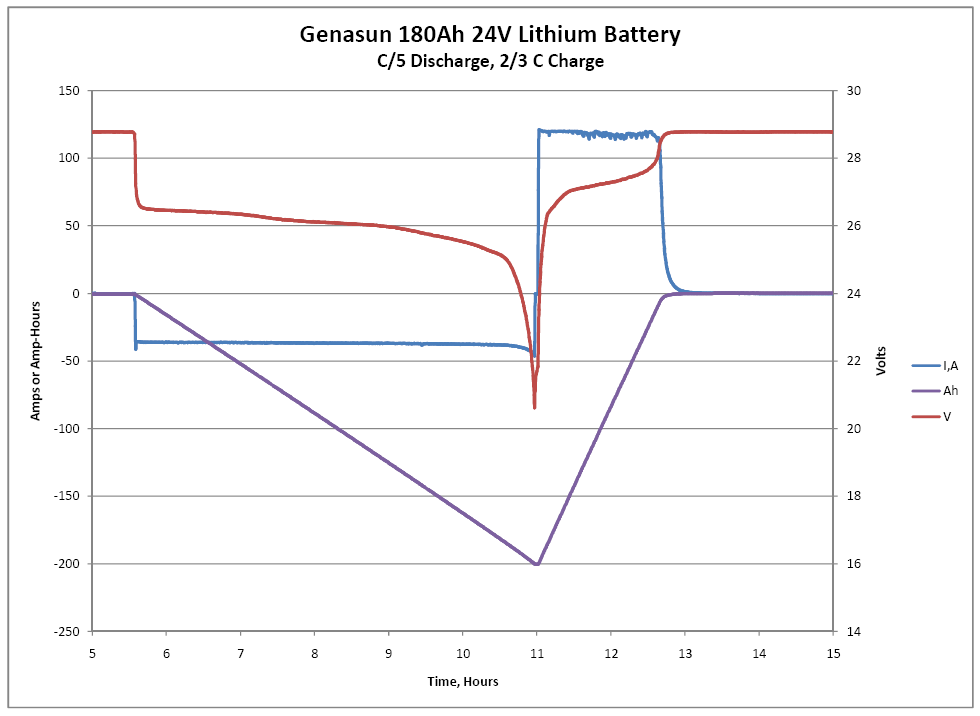 Genasun 180Ah 24V Lithium Battery
C/5 Discharge, 2/3 C Charge
150
100
50
0
-50
-100
-150
-200
-250
Amps or Amp-Hours
30
28
26
24
22
20
18
16
14
Volts
I,A
Ah
V
5 6 7 8 9 10 11 12 13 14 15
Time, Hours